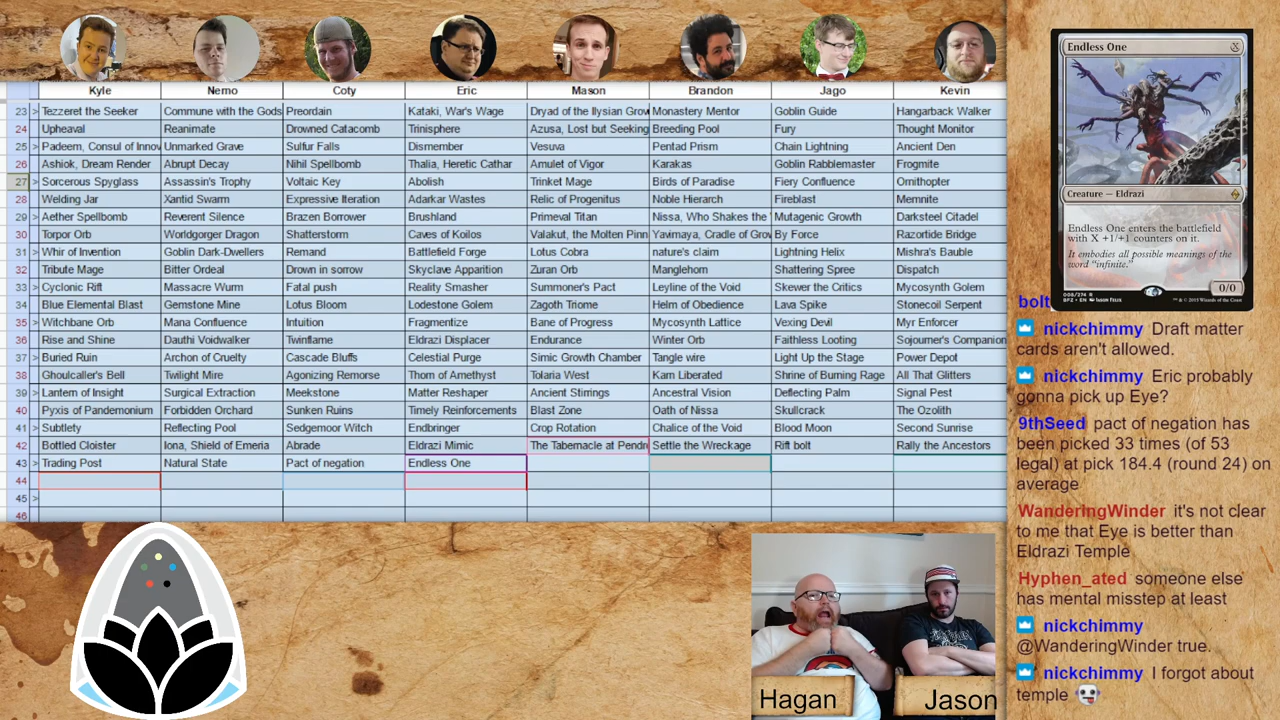 Kyle Nemo Coty Eric Mason Brandon Jago Kevin
23 > Tezzeret the Seeker Commune with the Gods Preordain Kataki, War's Wage Dryad of the Ilysian Grov Monastery Mentor Goblin Guide Hangarback Walker
24 Upheaval Reanimate Drowned Catacomb Trinisphere Azusa, Lost but Seeking Breeding Pool Fury Thought Monitor
25 > Padeem, Consul of Innov Unmarked Grave Sulfur Falls Dismember Vesuva Pentad Prism Chain Lightning Ancient Den
26 Ashiok, Dream Render Abrupt Decay Nihil Spellbomb Thalia, Heretic Cathar Amulet of Vigor Karakas Goblin Rabblemaster Frogmite
27 > Sorcerous Spyglass Assassin's Trophy Voltaic Key Abolish Trinket Mage Birds of Paradise Fiery Confluence Ornithopter
28 Welding Jar Xantid Swarm Expressive Iteration Adarkar Wastes Relic of Progenitus Noble Hierarch Fireblast Memnite
29 > Aether Spellbomb Reverent Silence Brazen Borrower Brushland Primeval Titan Nissa, Who Shakes the Mutagenic Growth Darksteel Citadel
30 Torpor Orb Worldgorger Dragon Shatterstorm Caves of Koilos Valakut, the Molten Pinn Yavimaya, Cradle of Grov By Force Razortide Bridge
31 > Whir of Invention Goblin Dark-Dwellers Remand Battlefield Forge Lotus Cobra nature's claim Lightning Helix Mishra's Bauble
32 Tribute Mage Bitter Ordeal Drown in sorrow Skyclave Apparition Zuran Orb Manglehorn Shattering Spree Dispatch
33 > Cyclonic Rift Massacre Wurm Fatal push Reality Smasher Summoner's Pact Leyline of the Void Skewer the Critics Mycosynth Golem
34 Blue Elemental Blast Gemstone Mine Lotus Bloom Lodestone Golem Zagoth Triome Helm of Obedience Lava Spike Stonecoil Serpent
35 > Witchbane Orb Mana Confluence Intuition Fragmentize Bane of Progress Mycosynth Lattice Vexing Devil Myr Enforcer
36 Rise and Shine Dauthi Voidwalker Twinflame Eldrazi Displacer Endurance Winter Orb Faithless Looting Sojourner's Companion
37 > Buried Ruin Archon of Cruelty Cascade Bluffs Celestial Purge Simic Growth Chamber Tangle wire Light Up the Stage Power Depot
38 Ghoulcaller's Bell Twilight Mire Agonizing Remorse Thorn of Amethyst Tolaria West Karn Liberated Shrine of Burning Rage All That Glitters
39 > Lantern of Insight Surgical Extraction Meekstone Matter Reshaper Ancient Stirrings Ancestral Vision Deflecting Palm Signal Pest
40 Pyxis of Pandemonium Forbidden Orchard Sunken Ruins Timely Reinforcements Blast Zone Oath of Nissa Skullcrack The Ozolith
41 > Subtlety Reflecting Pool Sedgemoor Witch Endbringer Crop Rotation Chalice of the Void Blood Moon Second Sunrise
42 Bottled Cloister Iona, Shield of Emeria Abrade Eldrazi Mimic The Tabernacle at Pendr Settle the Wreckage Rift bolt Rally the Ancestors
43 > Trading Post Natural State Pact of negation Endless One
44
45 >
46
Endless One X
Creature — Eldrazi
Endless One enters the battlefield
with X +1/+1 counters on it.
It embodies all possible meanings of the
word "infinite."
0/0
bolt
nickchimmy Draft matter
cards aren't allowed.
nickchimmy Eric probably
gonna pick up Eye?
9thSeed pact of negation has
been picked 33 times (of 53
legal) at pick 184.4 (round 24) on
average
WanderingWinder it's not clear
to me that Eye is better than
Eldrazi Temple
Hyphen_ated someone else
has mental misstep at least
nickchimmy
@WanderingWinder true.
nickchimmy I forgot about
temple
Hagan
Jason